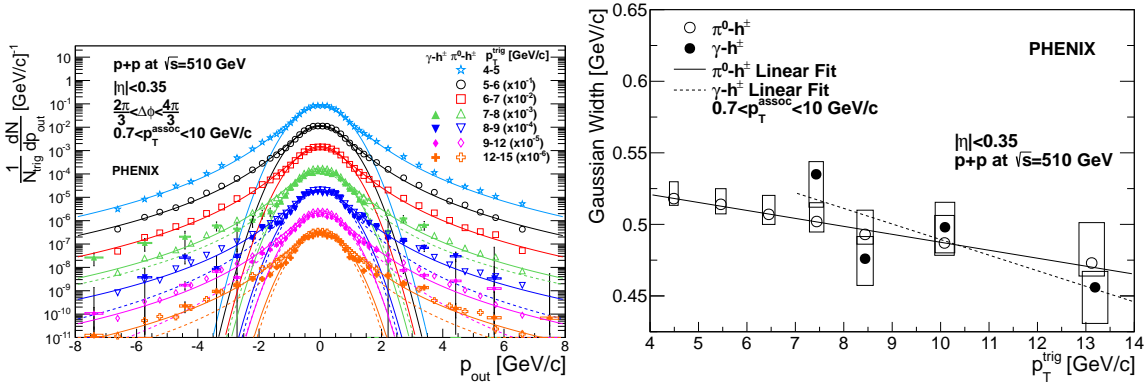 γ-h± π⁰-h± p_T^trig [GeV/c]
p+p at √s=510 GeV
4-5
|η|<0.35
5-6 (x10⁻¹)
6-7 (x10⁻²)
2π/3<Δφ<4π/3
7-8 (x10⁻³)
0.7<p_T^assoc<10 GeV/c
8-9 (x10⁻⁴)
9-12 (x10⁻⁵)
PHENIX
12-15 (x10⁻⁶)
1/N_trig dN/dp_out [GeV/c]⁻¹
10
1
10⁻¹
10⁻²
10⁻³
10⁻⁴
10⁻⁵
10⁻⁶
10⁻⁷
10⁻⁸
10⁻⁹
10⁻¹⁰
10⁻¹¹
−8 −6 −4 −2 0 2 4 6 8
p_out [GeV/c]
Gaussian Width [GeV/c]
0.65
0.6
0.55
0.5
0.45
π⁰-h±
γ-h±
π⁰-h± Linear Fit
γ-h± Linear Fit
0.7<p_T^assoc<10 GeV/c
PHENIX
|η|<0.35
p+p at √s=510 GeV
4 5 6 7 8 9 10 11 12 13 14
p_T^trig [GeV/c]